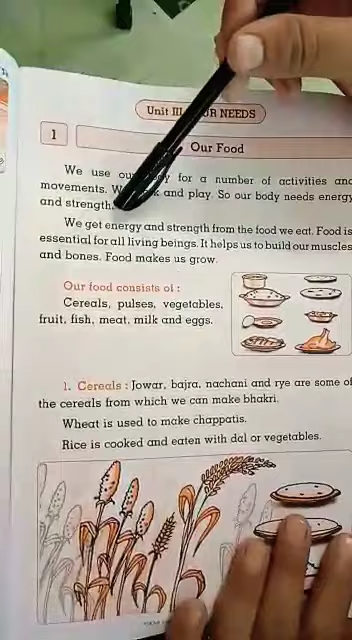 Unit III UR NEEDS
1
Our Food
We use our for a number of activities and
movements. and play. So our body needs energy
and strength.
We get energy and strength from the food we eat. Food is
essential for all living beings. It helps us to build our muscles
and bones. Food makes us grow.
Our food consists of :
Cereals, pulses, vegetables,
fruit, fish, meat, milk and eggs.
1. Cereals : Jowar, bajra, nachani and rye are some of
the cereals from which we can make bhakri.
Wheat is used to make chappatis.
Rice is cooked and eaten with dal or vegetables.